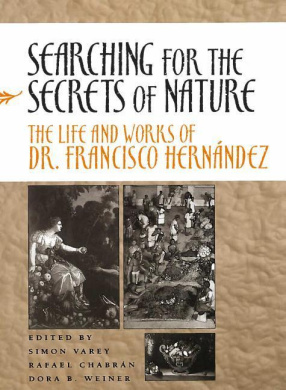 SEARCHING FOR THE
SECRETS OF NATURE
THE LIFE AND WORKS OF
DR. FRANCISCO HERNÁNDEZ
EDITED BY
SIMON VAREY
RAFAEL CHABRÁN
DORA B. WEINER